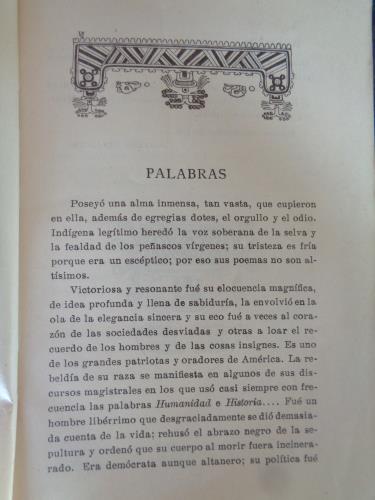 PALABRAS
Poseyó una alma inmensa, tan vasta, que cupieron
en ella, además de egregias dotes, el orgullo y el odio.
Indígena legítimo heredó la voz soberana de la selva y
la fealdad de los peñascos vírgenes; su tristeza es fría
porque era un escéptico; por eso sus poemas no son al-
tísimos.
Victoriosa y resonante fué su elocuencia magnífica,
de idea profunda y llena de sabiduría, la envolvió en la
ola de la elegancia sincera y su eco fué a veces al cora-
zón de las sociedades desviadas y otras a loar el re-
cuerdo de los hombres y de las cosas insignes. Es uno
de los grandes patriotas y oradores de América. La re-
beldía de su raza se manifiesta en algunos de sus dis-
cursos magistrales en los que usó casi siempre con fre-
cuencia las palabras Humanidad e Historia.... Fué un
hombre libérrimo que desgraciadamente se dió demasia-
da cuenta de la vida; rehusó el abrazo negro de la se-
pultura y ordenó que su cuerpo al morir fuera incinera-
rado. Era demócrata aunque altanero; su política fué